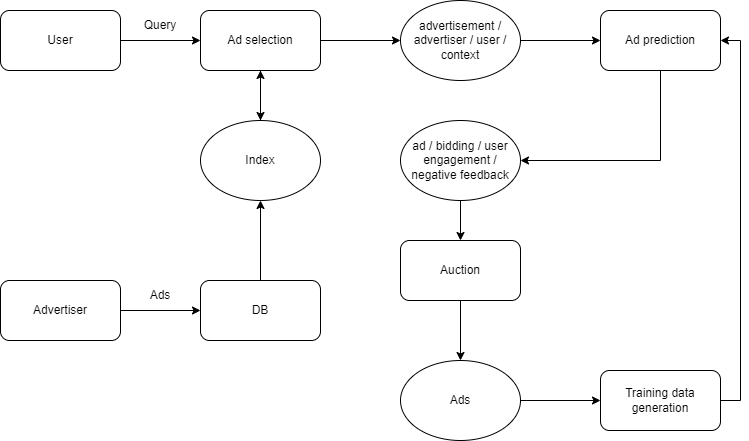 User
Query
Ad selection
advertisement /
advertiser / user /
context
Ad prediction
Index
ad / bidding / user
engagement /
negative feedback
Auction
Advertiser
Ads
DB
Ads
Training data
generation